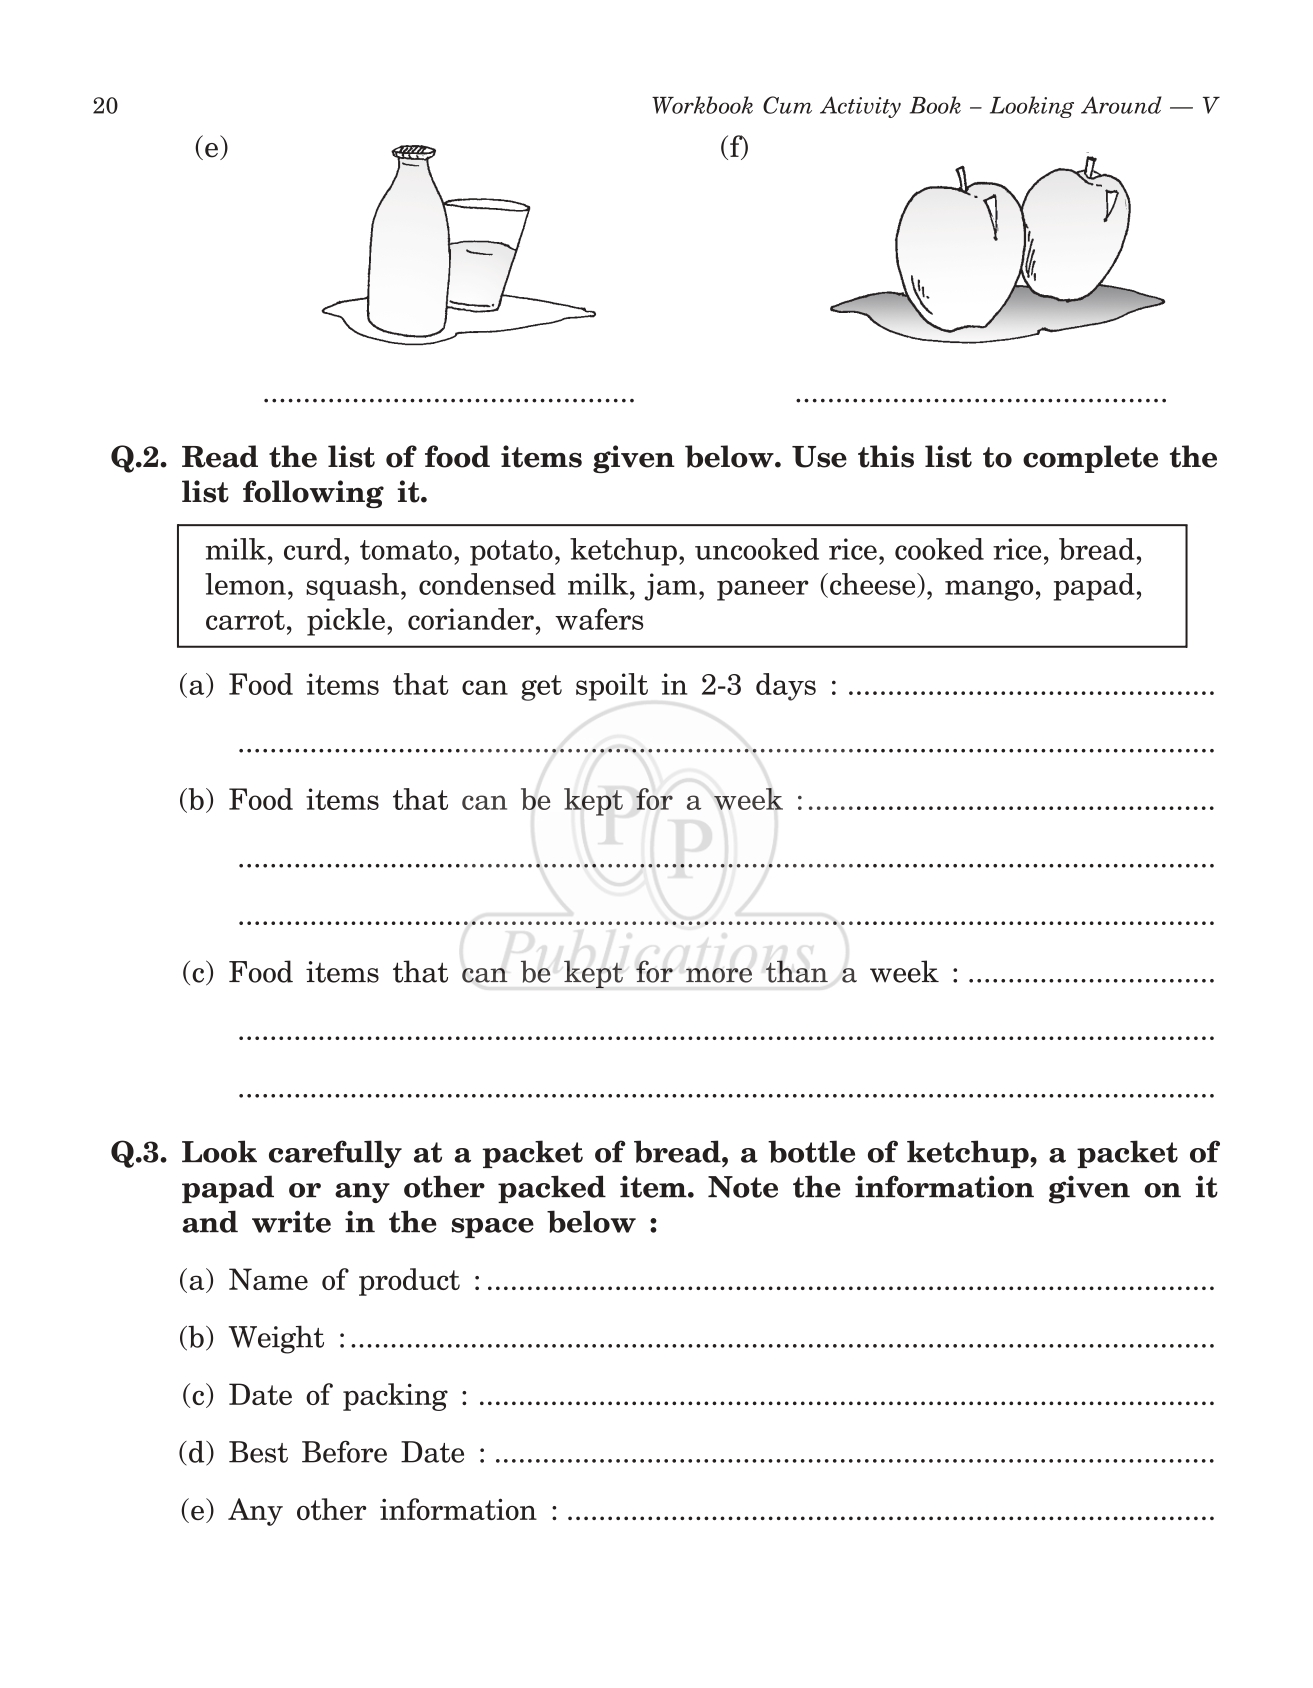 20 Workbook Cum Activity Book – Looking Around — V
(e) (f)
............................................... ...............................................
Q.2. Read the list of food items given below. Use this list to complete the
list following it.
milk, curd, tomato, potato, ketchup, uncooked rice, cooked rice, bread,
lemon, squash, condensed milk, jam, paneer (cheese), mango, papad,
carrot, pickle, coriander, wafers
(a) Food items that can get spoilt in 2-3 days : ..............................................
..........................................................................................................................
(b) Food items that can be kept for a week :...................................................
..........................................................................................................................
..........................................................................................................................
(c) Food items that can be kept for more than a week : ...............................
..........................................................................................................................
..........................................................................................................................
PP
Publications
Q.3. Look carefully at a packet of bread, a bottle of ketchup, a packet of
papad or any other packed item. Note the information given on it
and write in the space below :
(a) Name of product :...........................................................................................
(b) Weight :............................................................................................................
(c) Date of packing : ............................................................................................
(d) Best Before Date : ..........................................................................................
(e) Any other information : .................................................................................